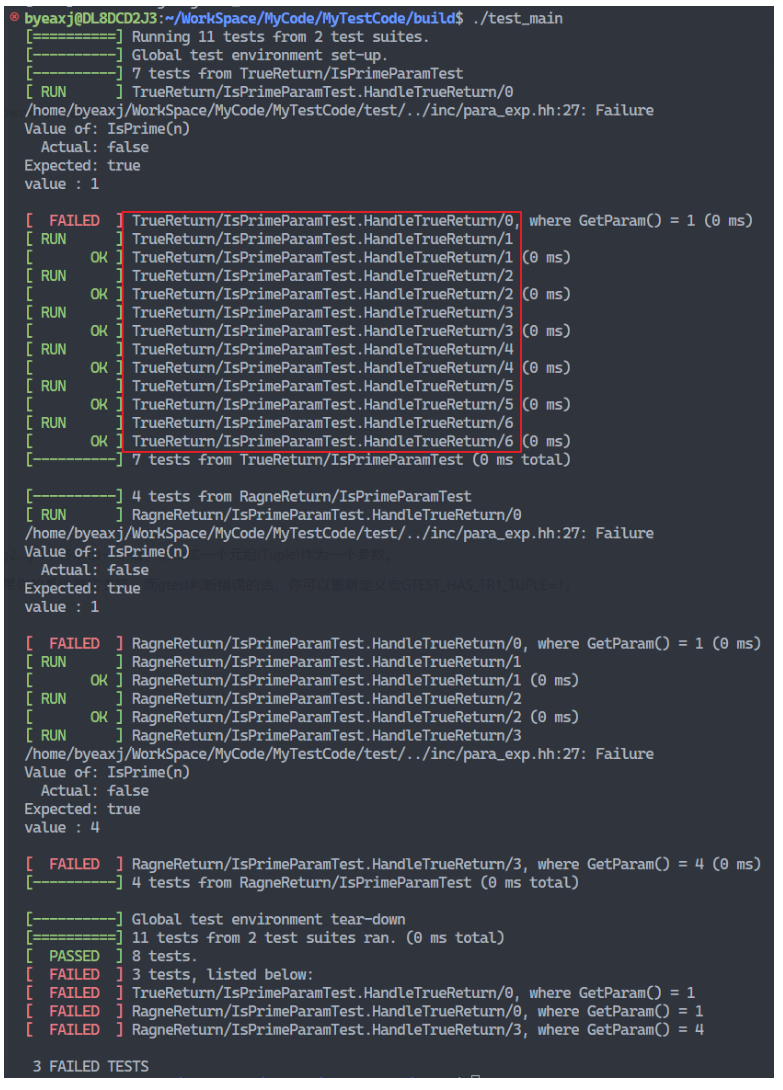 byeaxj@DL8DCD2J3:~/WorkSpace/MyCode/MyTestCode/build$ ./test_main
[==========] Running 11 tests from 2 test suites.
[----------] Global test environment set-up.
[----------] 7 tests from TrueReturn/IsPrimeParamTest
[ RUN      ] TrueReturn/IsPrimeParamTest.HandleTrueReturn/0
/home/byeaxj/WorkSpace/MyCode/MyTestCode/test/../inc/para_exp.hh:27: Failure
Value of: IsPrime(n)
  Actual: false
Expected: true
value : 1
[  FAILED  ] TrueReturn/IsPrimeParamTest.HandleTrueReturn/0, where GetParam() = 1 (0 ms)
[ RUN      ] TrueReturn/IsPrimeParamTest.HandleTrueReturn/1
[       OK ] TrueReturn/IsPrimeParamTest.HandleTrueReturn/1 (0 ms)
[ RUN      ] TrueReturn/IsPrimeParamTest.HandleTrueReturn/2
[       OK ] TrueReturn/IsPrimeParamTest.HandleTrueReturn/2 (0 ms)
[ RUN      ] TrueReturn/IsPrimeParamTest.HandleTrueReturn/3
[       OK ] TrueReturn/IsPrimeParamTest.HandleTrueReturn/3 (0 ms)
[ RUN      ] TrueReturn/IsPrimeParamTest.HandleTrueReturn/4
[       OK ] TrueReturn/IsPrimeParamTest.HandleTrueReturn/4 (0 ms)
[ RUN      ] TrueReturn/IsPrimeParamTest.HandleTrueReturn/5
[       OK ] TrueReturn/IsPrimeParamTest.HandleTrueReturn/5 (0 ms)
[ RUN      ] TrueReturn/IsPrimeParamTest.HandleTrueReturn/6
[       OK ] TrueReturn/IsPrimeParamTest.HandleTrueReturn/6 (0 ms)
[----------] 7 tests from TrueReturn/IsPrimeParamTest (0 ms total)
[----------] 4 tests from RagneReturn/IsPrimeParamTest
[ RUN      ] RagneReturn/IsPrimeParamTest.HandleTrueReturn/0
/home/byeaxj/WorkSpace/MyCode/MyTestCode/test/../inc/para_exp.hh:27: Failure
Value of: IsPrime(n)
  Actual: false
Expected: true
value : 1
[  FAILED  ] RagneReturn/IsPrimeParamTest.HandleTrueReturn/0, where GetParam() = 1 (0 ms)
[ RUN      ] RagneReturn/IsPrimeParamTest.HandleTrueReturn/1
[       OK ] RagneReturn/IsPrimeParamTest.HandleTrueReturn/1 (0 ms)
[ RUN      ] RagneReturn/IsPrimeParamTest.HandleTrueReturn/2
[       OK ] RagneReturn/IsPrimeParamTest.HandleTrueReturn/2 (0 ms)
[ RUN      ] RagneReturn/IsPrimeParamTest.HandleTrueReturn/3
/home/byeaxj/WorkSpace/MyCode/MyTestCode/test/../inc/para_exp.hh:27: Failure
Value of: IsPrime(n)
  Actual: false
Expected: true
value : 4
[  FAILED  ] RagneReturn/IsPrimeParamTest.HandleTrueReturn/3, where GetParam() = 4 (0 ms)
[----------] 4 tests from RagneReturn/IsPrimeParamTest (0 ms total)
[----------] Global test environment tear-down
[==========] 11 tests from 2 test suites ran. (0 ms total)
[  PASSED  ] 8 tests.
[  FAILED  ] 3 tests, listed below:
[  FAILED  ] TrueReturn/IsPrimeParamTest.HandleTrueReturn/0, where GetParam() = 1
[  FAILED  ] RagneReturn/IsPrimeParamTest.HandleTrueReturn/0, where GetParam() = 1
[  FAILED  ] RagneReturn/IsPrimeParamTest.HandleTrueReturn/3, where GetParam() = 4
3 FAILED TESTS